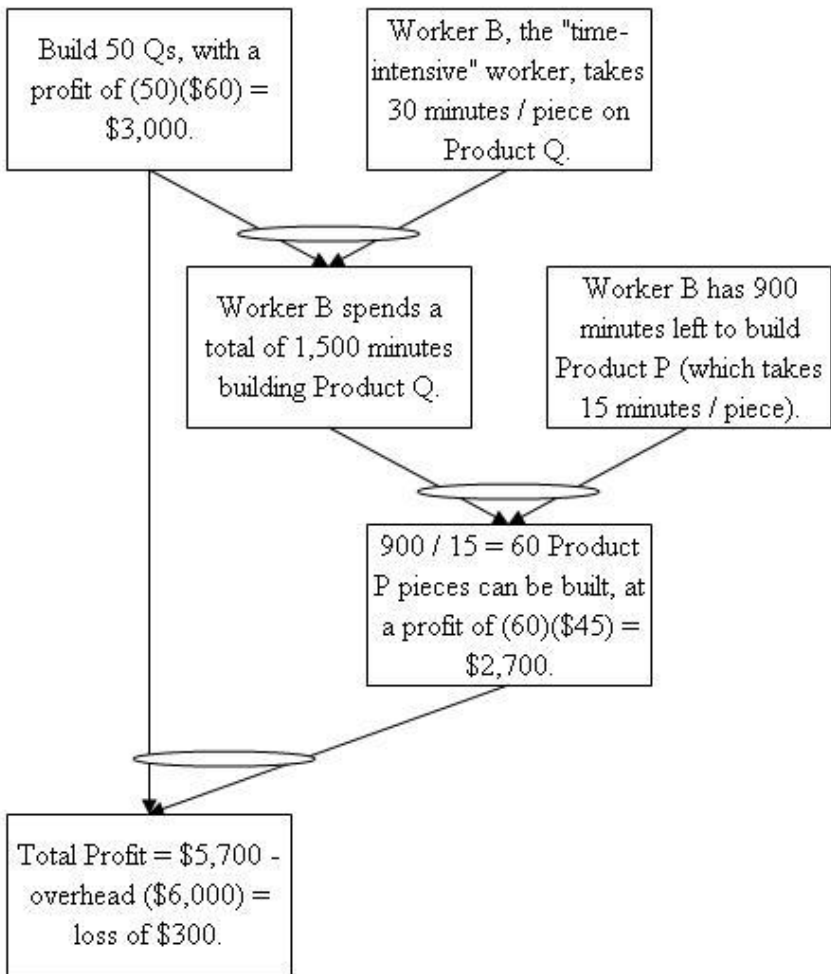 Build 50 Qs, with a
profit of (50)($60) =
$3,000.
Worker B, the "time-
intensive" worker, takes
30 minutes / piece on
Product Q.
Worker B spends a
total of 1,500 minutes
building Product Q.
Worker B has 900
minutes left to build
Product P (which takes
15 minutes / piece).
900 / 15 = 60 Product
P pieces can be built, at
a profit of (60)($45) =
$2,700.
Total Profit = $5,700 -
overhead ($6,000) =
loss of $300.